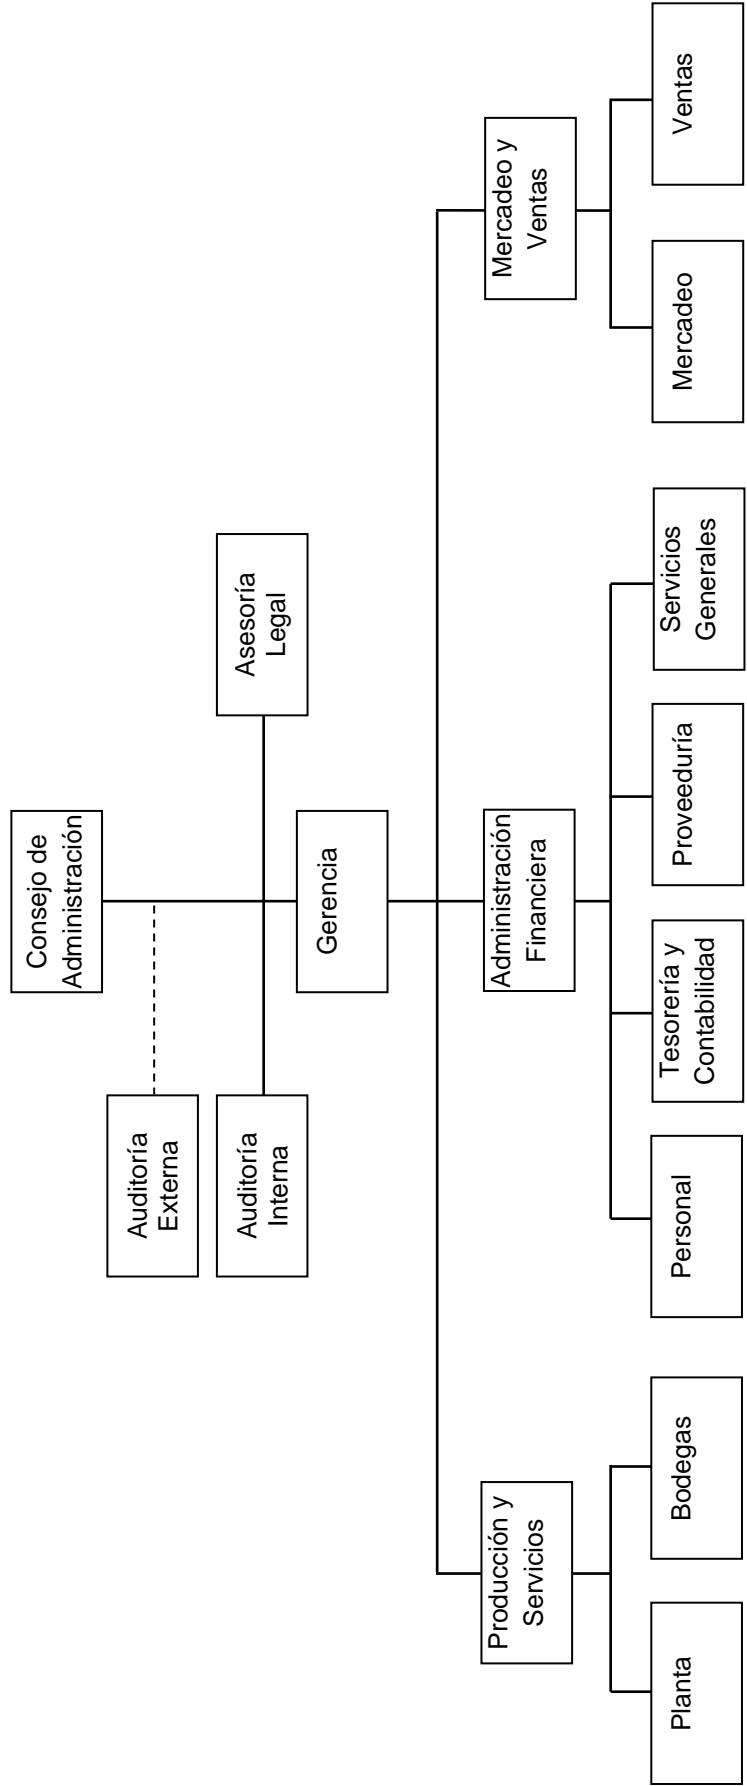 Consejo de
Administración
Auditoría
Externa
Auditoría
Interna
Asesoría
Legal
Gerencia
Producción y
Servicios
Administración
Financiera
Mercadeo y
Ventas
Planta
Bodegas
Personal
Tesorería y
Contabilidad
Proveeduría
Servicios
Generales
Mercadeo
Ventas